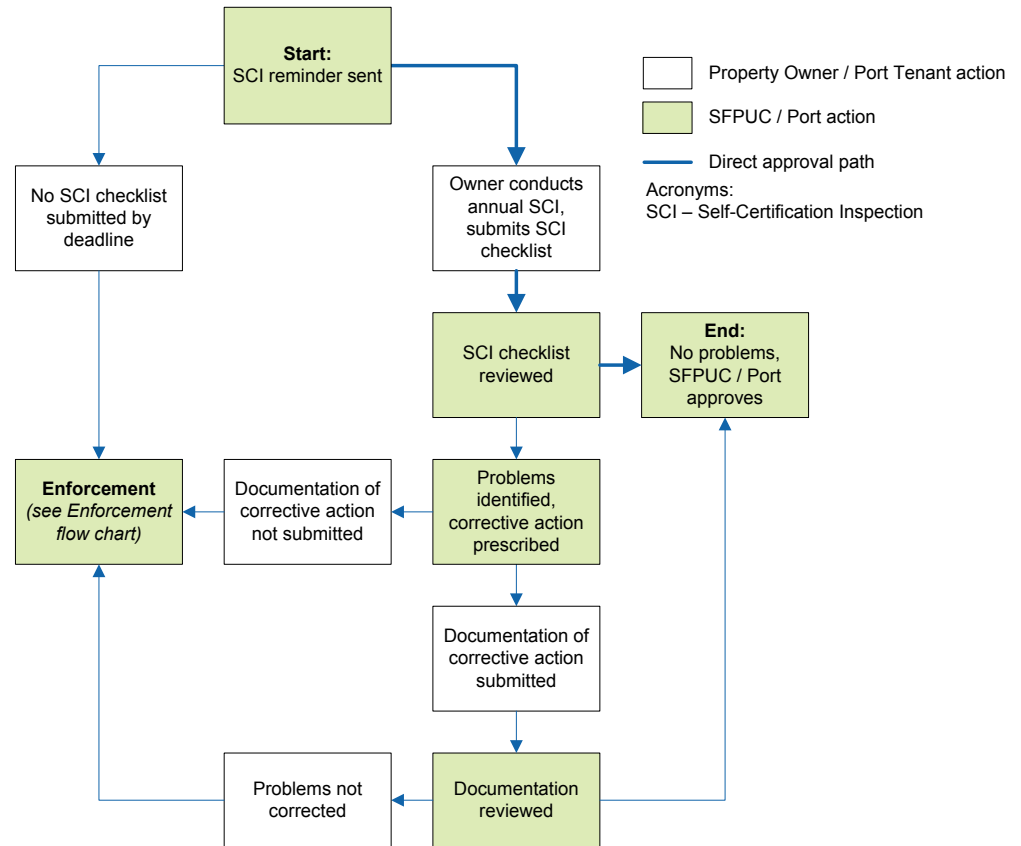 Start:
SCI reminder sent
Property Owner / Port Tenant action
SFPUC / Port action
Direct approval path
Acronyms:
SCI – Self-Certification Inspection
No SCI checklist
submitted by
deadline
Owner conducts
annual SCI,
submits SCI
checklist
SCI checklist
reviewed
End:
No problems,
SFPUC / Port
approves
Enforcement
(see Enforcement
flow chart)
Documentation of
corrective action
not submitted
Problems
identified,
corrective action
prescribed
Documentation of
corrective action
submitted
Problems not
corrected
Documentation
reviewed